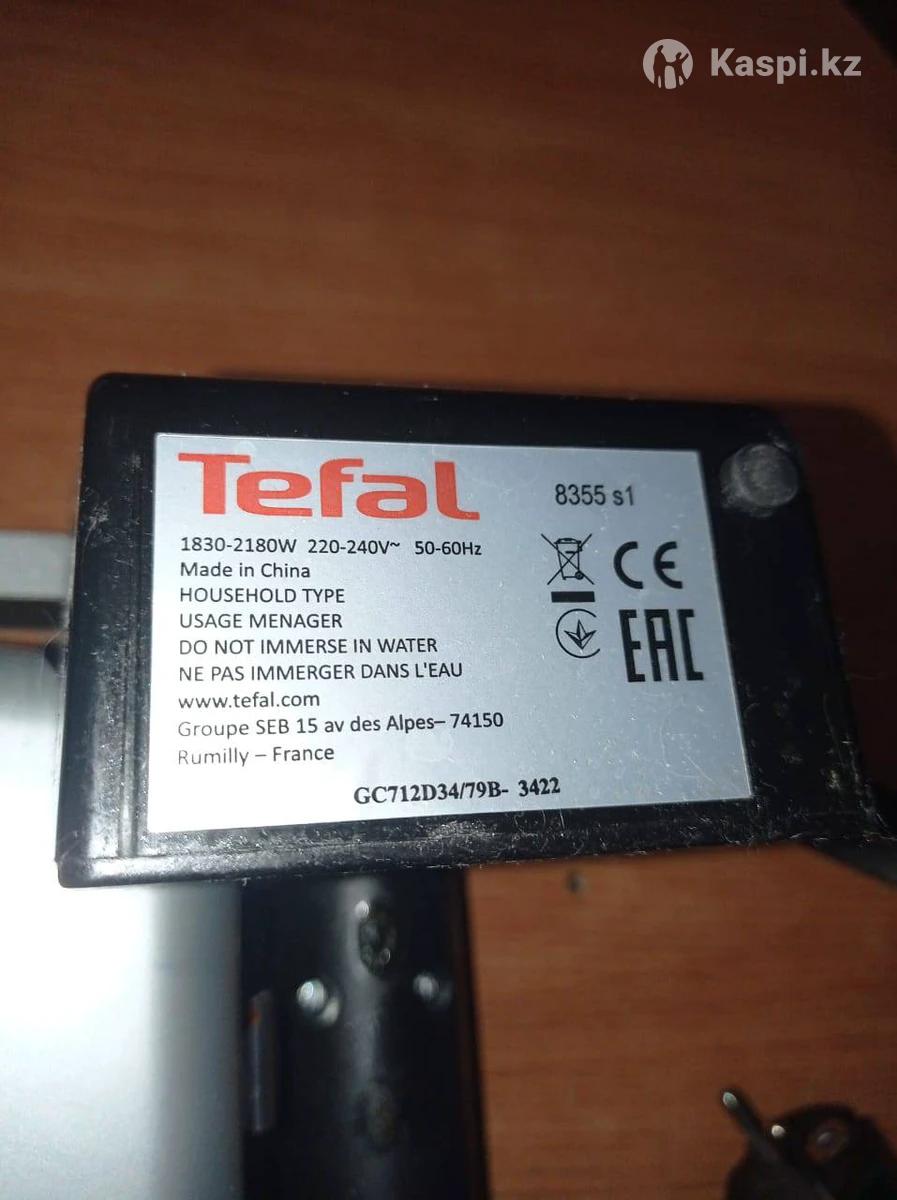 Kaspi.kz
Tefal
8355 s1
1830-2180W 220-240V~ 50-60Hz
Made in China
HOUSEHOLD TYPE
USAGE MENAGER
DO NOT IMMERSE IN WATER
NE PAS IMMERGER DANS L'EAU
www.tefal.com
Groupe SEB 15 av des Alpes– 74150
Rumilly – France
CE
EAC
GC712D34/79B- 3422